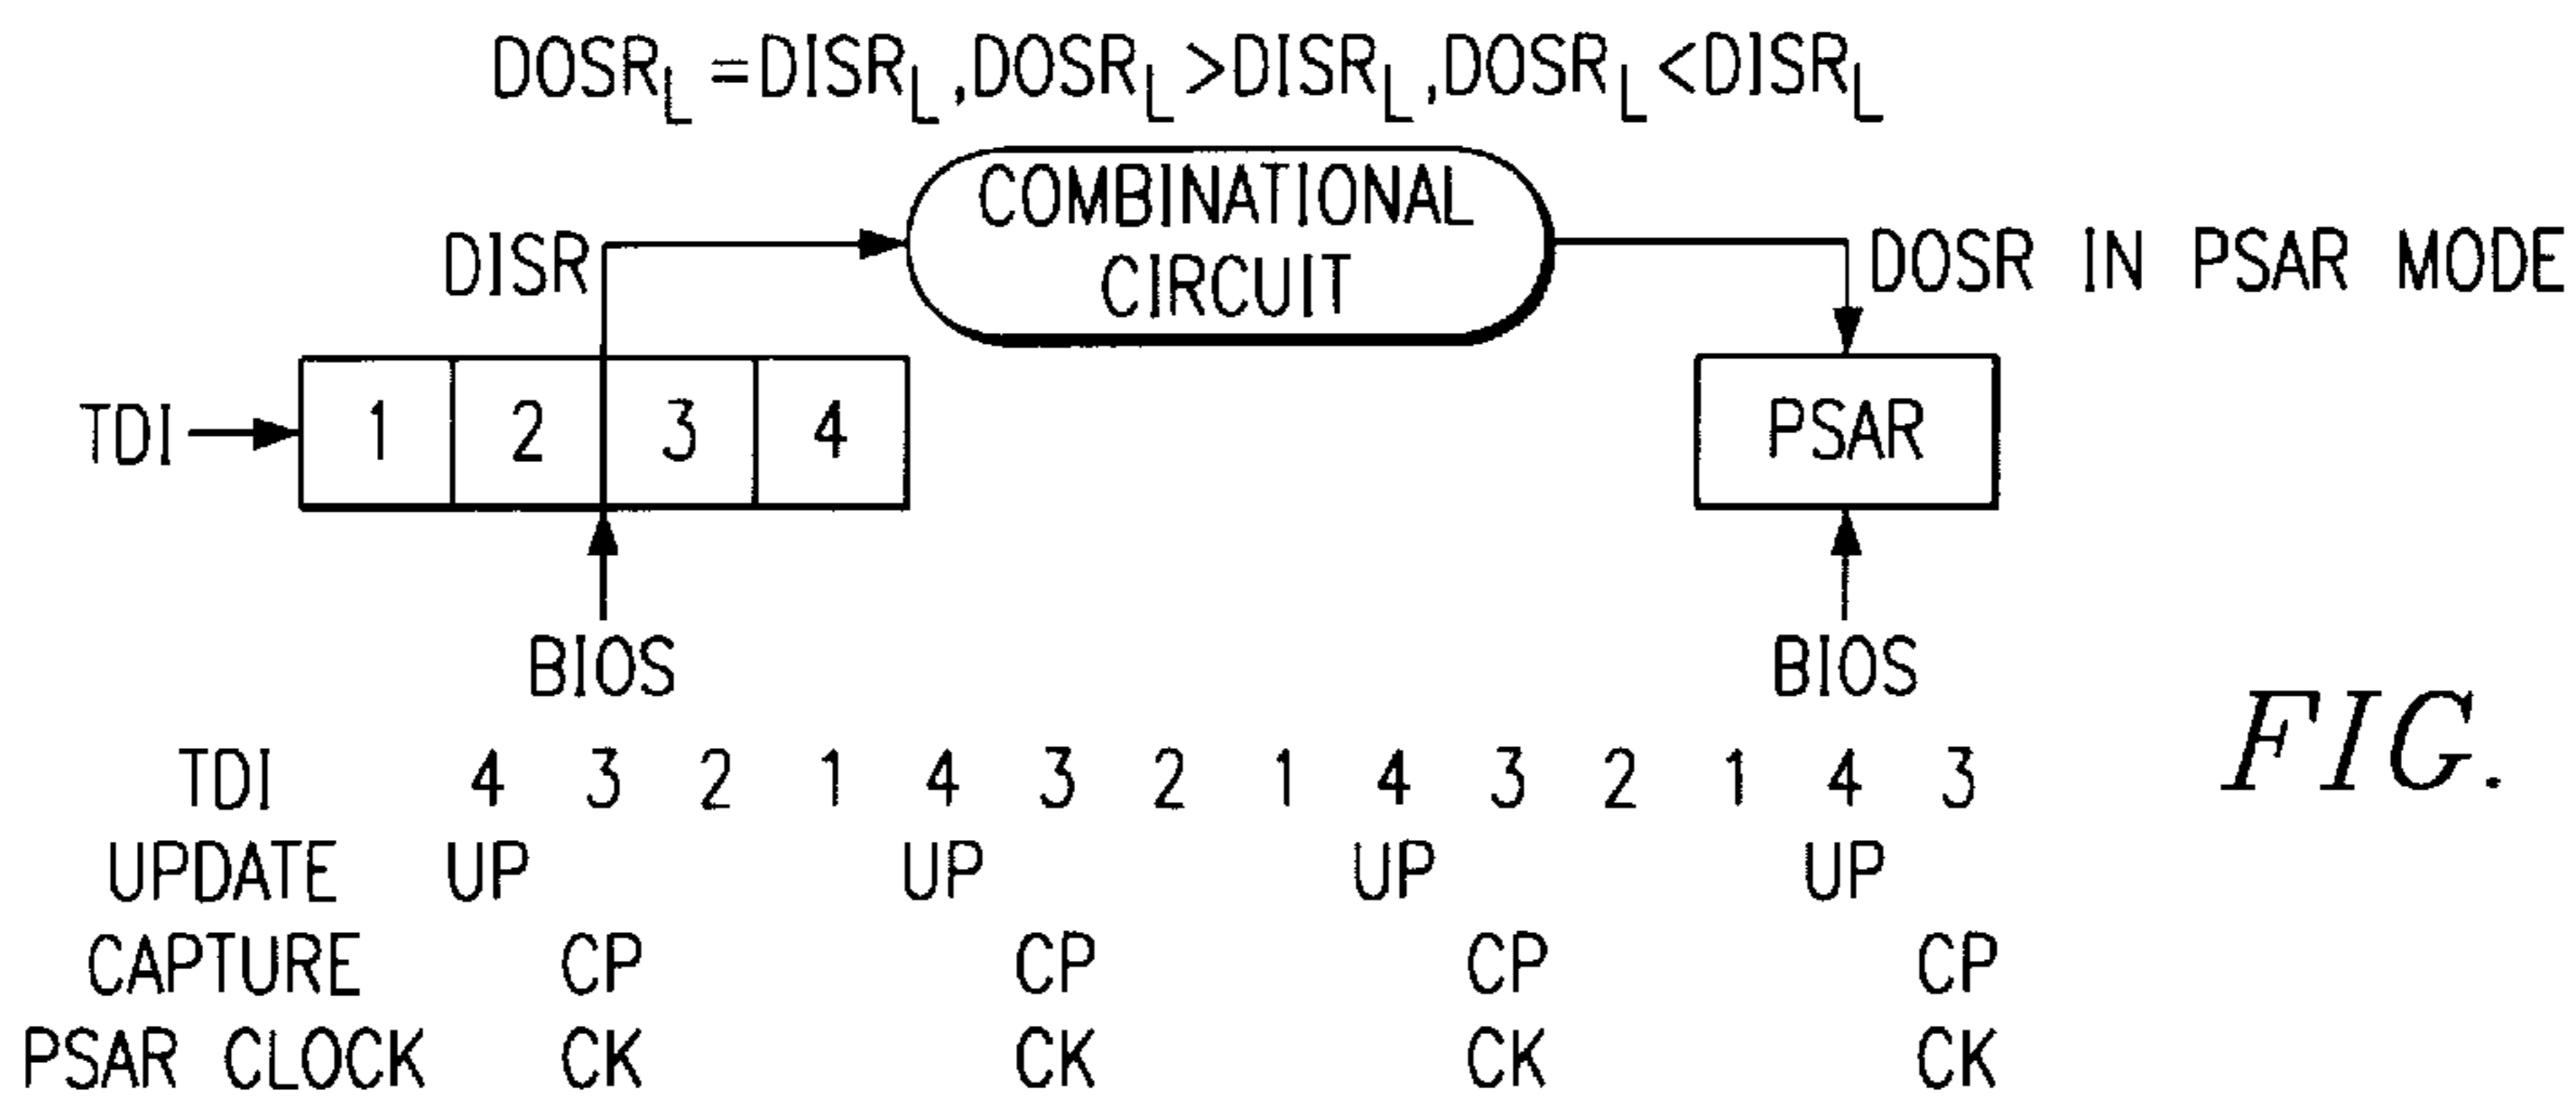 DOSR_L =DISR_L,DOSR_L >DISR_L,DOSR_L <DISR_L
COMBINATIONAL
CIRCUIT
DISR
DOSR IN PSAR MODE
TDI
1 2 3 4
PSAR
BIOS
BIOS
FIG.
TDI 4 3 2 1 4 3 2 1 4 3 2 1 4 3
UPDATE UP UP UP UP
CAPTURE CP CP CP CP
PSAR CLOCK CK CK CK CK